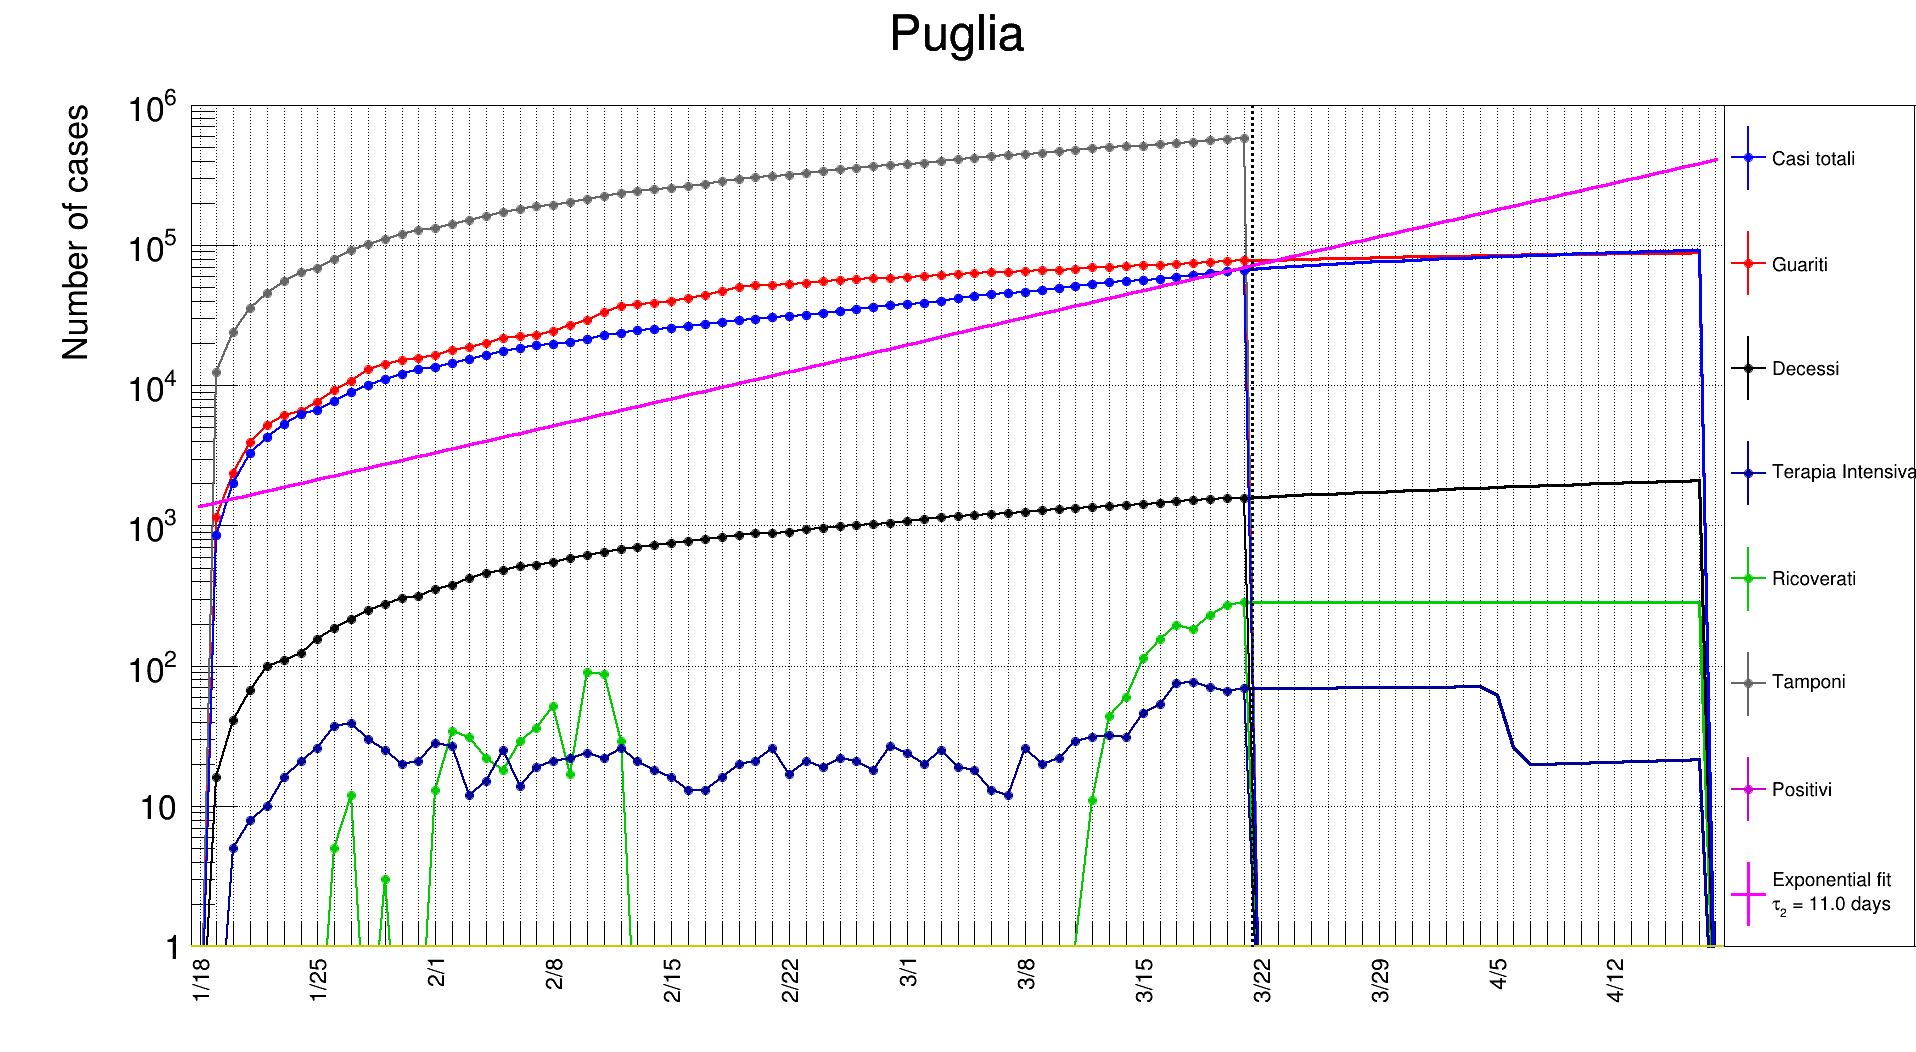 Puglia
Number of cases
10^6
10^5
10^4
10^3
10^2
10
1
1/18
1/25
2/1
2/8
2/15
2/22
3/1
3/8
3/15
3/22
3/29
4/5
4/12
Casi totali
Guariti
Decessi
Terapia Intensiva
Ricoverati
Tamponi
Positivi
Exponential fit
τ₂ = 11.0 days